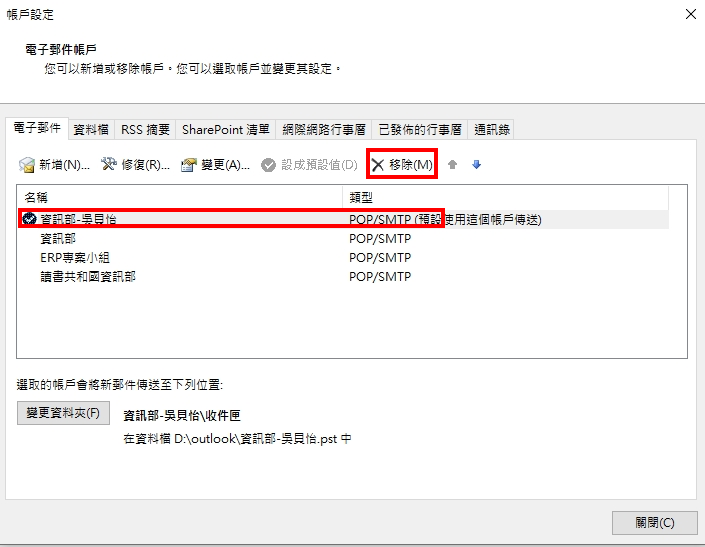 帳戶設定
電子郵件帳戶
您可以新增或移除帳戶。您可以選取帳戶並變更其設定。
電子郵件 資料檔 RSS 摘要 SharePoint 清單 網際網路行事曆 已發佈的行事曆 通訊錄
新增(N)... 修復(R)... 變更(A)... 設成預設值(D) 移除(M)
名稱 類型
資訊部-吳貝怡 POP/SMTP (預設使用這個帳戶傳送)
資訊部 POP/SMTP
ERP專案小組 POP/SMTP
讀書共和國資訊部 POP/SMTP
選取的帳戶會將新郵件傳送至下列位置:
變更資料夾(F) 資訊部-吳貝怡\收件匣
在資料檔 D:\outlook\資訊部-吳貝怡.pst 中
關閉(C)